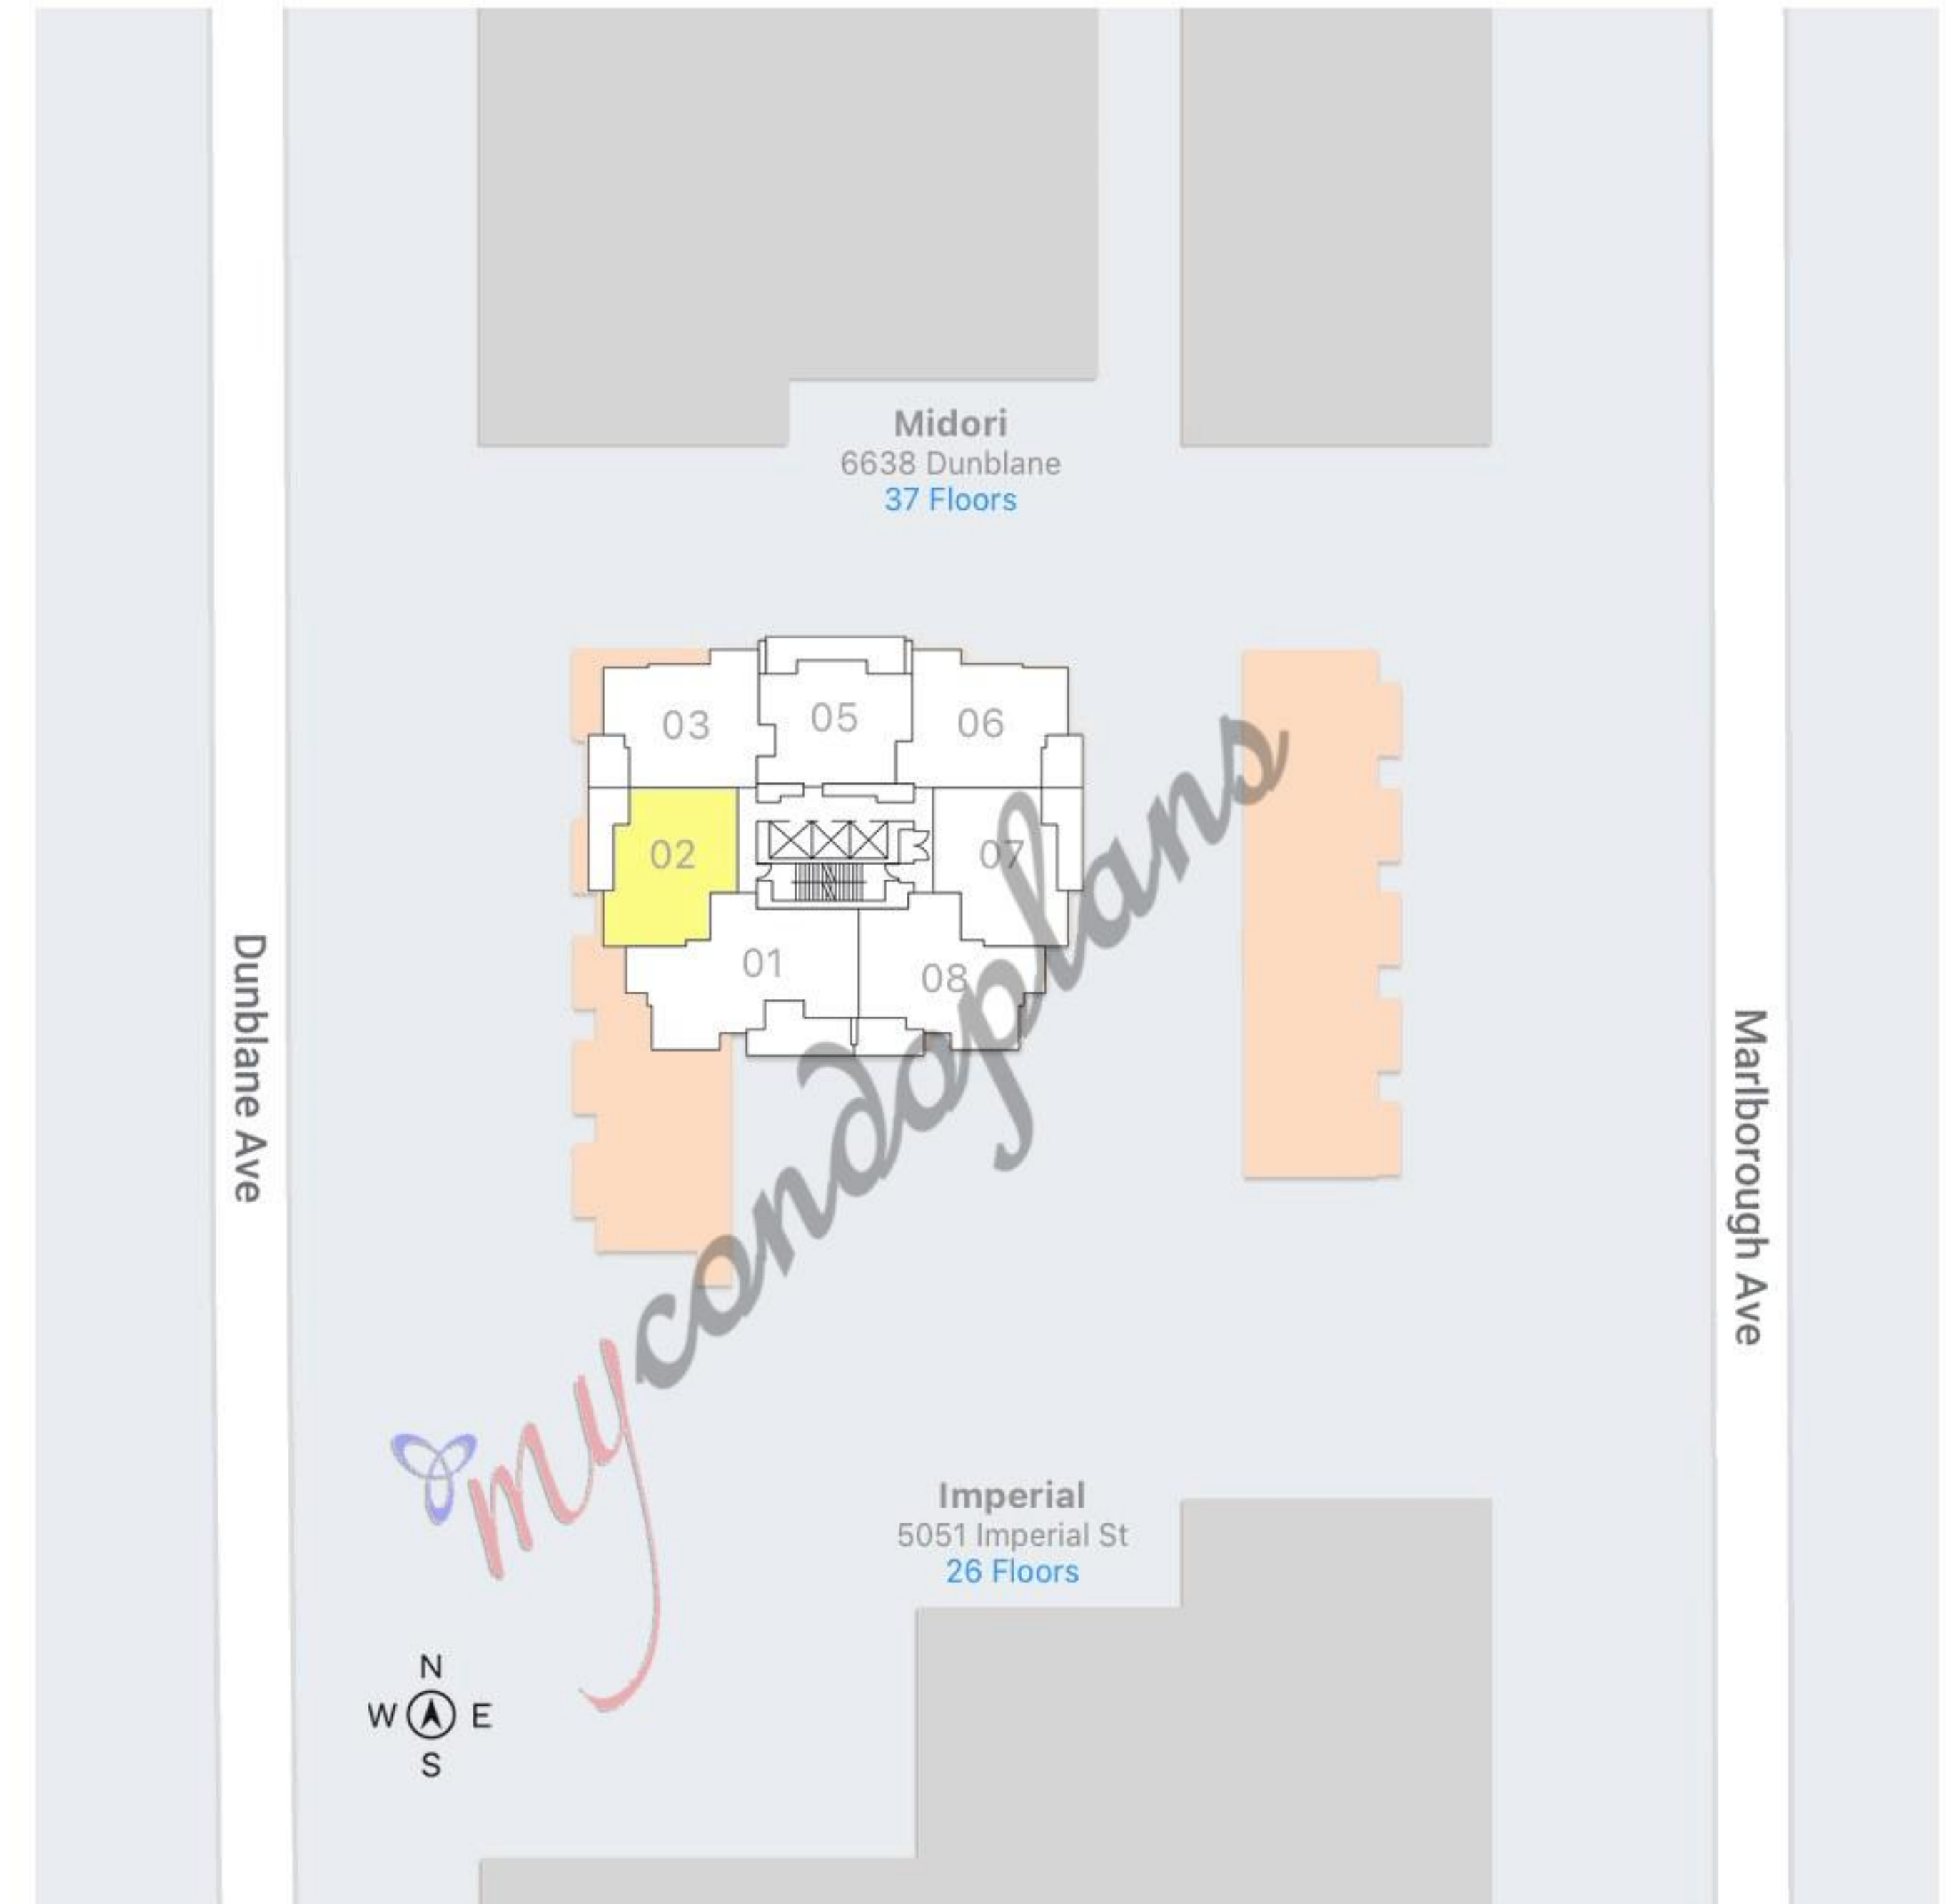 Midori
6638 Dunblane
37 Floors
03
05
06
02
07
01
08
Dunblane Ave
Marlborough Ave
mycondoplans
Imperial
5051 Imperial St
26 Floors
N
W E
S